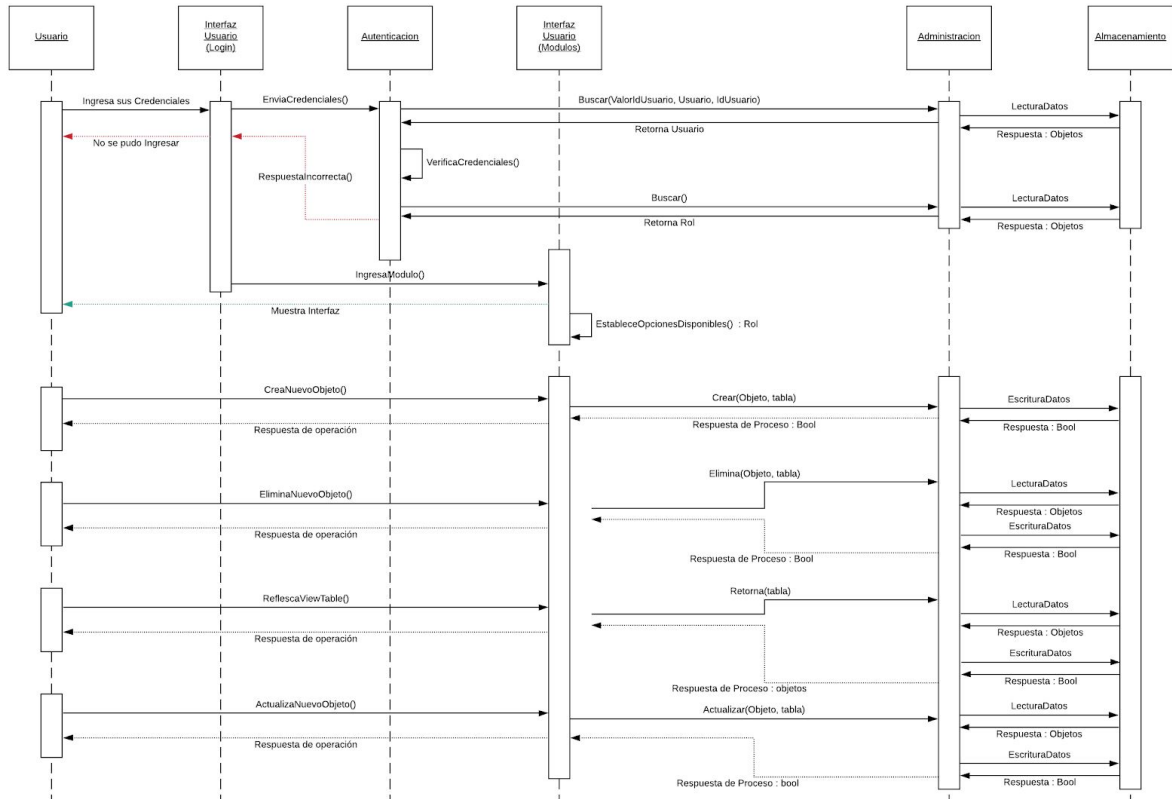 Usuario
Interfaz
Usuario
(Login)
Autenticacion
Interfaz
Usuario
(Modulos)
Administracion
Almacenamiento
Ingresa sus Credenciales
EnviaCredenciales()
Buscar(ValorIdUsuario, Usuario, IdUsuario)
LecturaDatos
Retorna Usuario
Respuesta : Objetos
No se pudo Ingresar
VerificaCredenciales()
RespuestaIncorrecta()
Buscar()
LecturaDatos
Retorna Rol
Respuesta : Objetos
IngresaModulo()
Muestra Interfaz
EstableceOpcionesDisponibles() : Rol
CreaNuevoObjeto()
Crear(Objeto, tabla)
EscrituraDatos
Respuesta de operación
Respuesta de Proceso : Bool
Respuesta : Bool
Elimina(Objeto, tabla)
EliminaNuevoObjeto()
LecturaDatos
Respuesta : Objetos
Respuesta de operación
EscrituraDatos
Respuesta de Proceso : Bool
Respuesta : Bool
Retorna(tabla)
ReflescaViewTable()
LecturaDatos
Respuesta : Objetos
Respuesta de operación
EscrituraDatos
Respuesta de Proceso : objetos
Respuesta : Bool
ActualizaNuevoObjeto()
Actualizar(Objeto, tabla)
LecturaDatos
Respuesta : Objetos
Respuesta de operación
EscrituraDatos
Respuesta de Proceso : bool
Respuesta : Bool